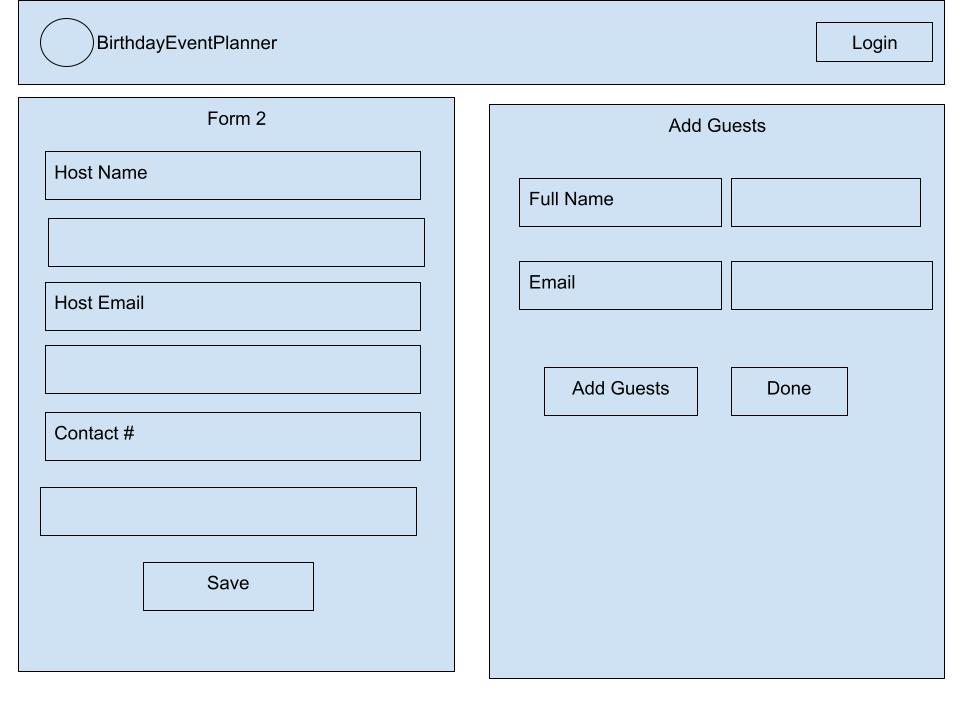 BirthdayEventPlanner
Login
Form 2
Host Name
Host Email
Contact #
Save
Add Guests
Full Name
Email
Add Guests
Done